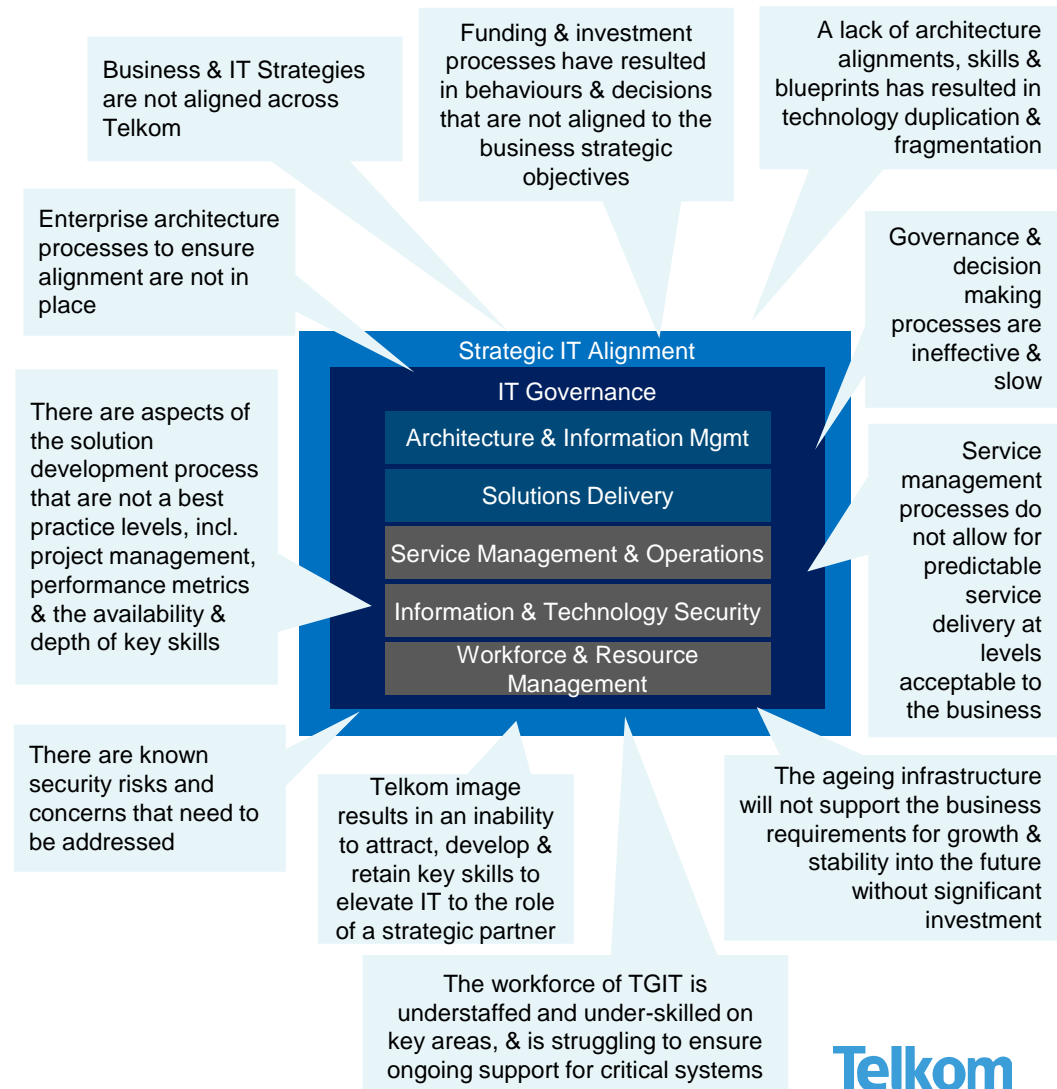 Business & IT Strategies
are not aligned across
Telkom
Funding & investment
processes have resulted
in behaviours & decisions
that are not aligned to the
business strategic
objectives
A lack of architecture
alignments, skills &
blueprints has resulted in
technology duplication &
fragmentation
Enterprise architecture
processes to ensure
alignment are not in
place
Governance &
decision
making
processes are
ineffective &
slow
Strategic IT Alignment
IT Governance
Architecture & Information Mgmt
Solutions Delivery
Service Management & Operations
Information & Technology Security
Workforce & Resource
Management
There are aspects of
the solution
development process
that are not a best
practice levels, incl.
project management,
performance metrics
& the availability &
depth of key skills
Service
management
processes do
not allow for
predictable
service
delivery at
levels
acceptable to
the business
There are known
security risks and
concerns that need to
be addressed
Telkom image
results in an inability
to attract, develop &
retain key skills to
elevate IT to the role
of a strategic partner
The ageing infrastructure
will not support the business
requirements for growth &
stability into the future
without significant
investment
The workforce of TGIT is
understaffed and under-skilled on
key areas, & is struggling to ensure
ongoing support for critical systems
Telkom